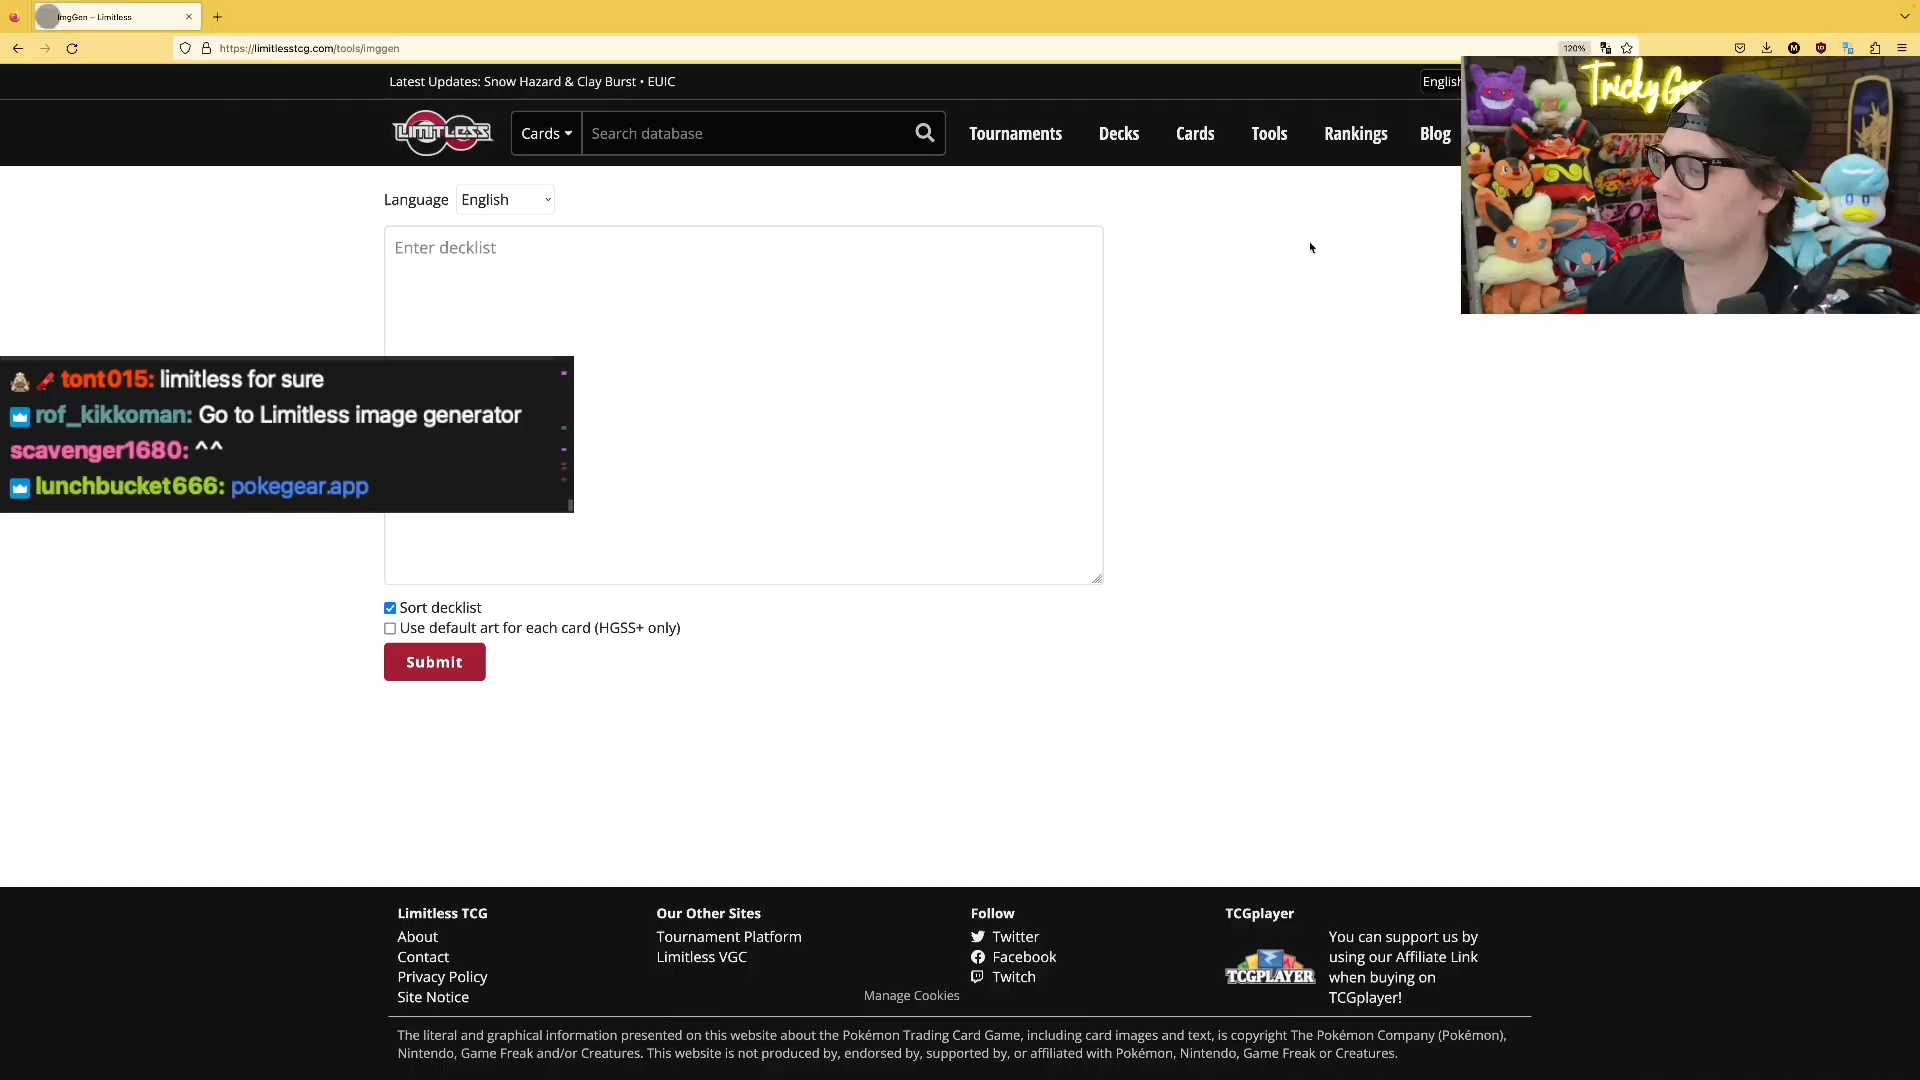 ImgGen – Limitless
https://limitlesstcg.com/tools/imggen
120%
Latest Updates: Snow Hazard & Clay Burst • EUIC
English
LIMITLESS
Cards
Search database
Tournaments
Decks
Cards
Tools
Rankings
Blog
Language
English
Enter decklist
tont015: limitless for sure
rof_kikkoman: Go to Limitless image generator
scavenger1680: ^^
lunchbucket666: pokegear.app
Sort decklist
Use default art for each card (HGSS+ only)
Submit
Limitless TCG
About
Contact
Privacy Policy
Site Notice
Our Other Sites
Tournament Platform
Limitless VGC
Follow
Twitter
Facebook
Twitch
Manage Cookies
TCGplayer
TCGPLAYER
You can support us by
using our Affiliate Link
when buying on
TCGplayer!
The literal and graphical information presented on this website about the Pokémon Trading Card Game, including card images and text, is copyright The Pokémon Company (Pokémon),
Nintendo, Game Freak and/or Creatures. This website is not produced by, endorsed by, supported by, or affiliated with Pokémon, Nintendo, Game Freak or Creatures.